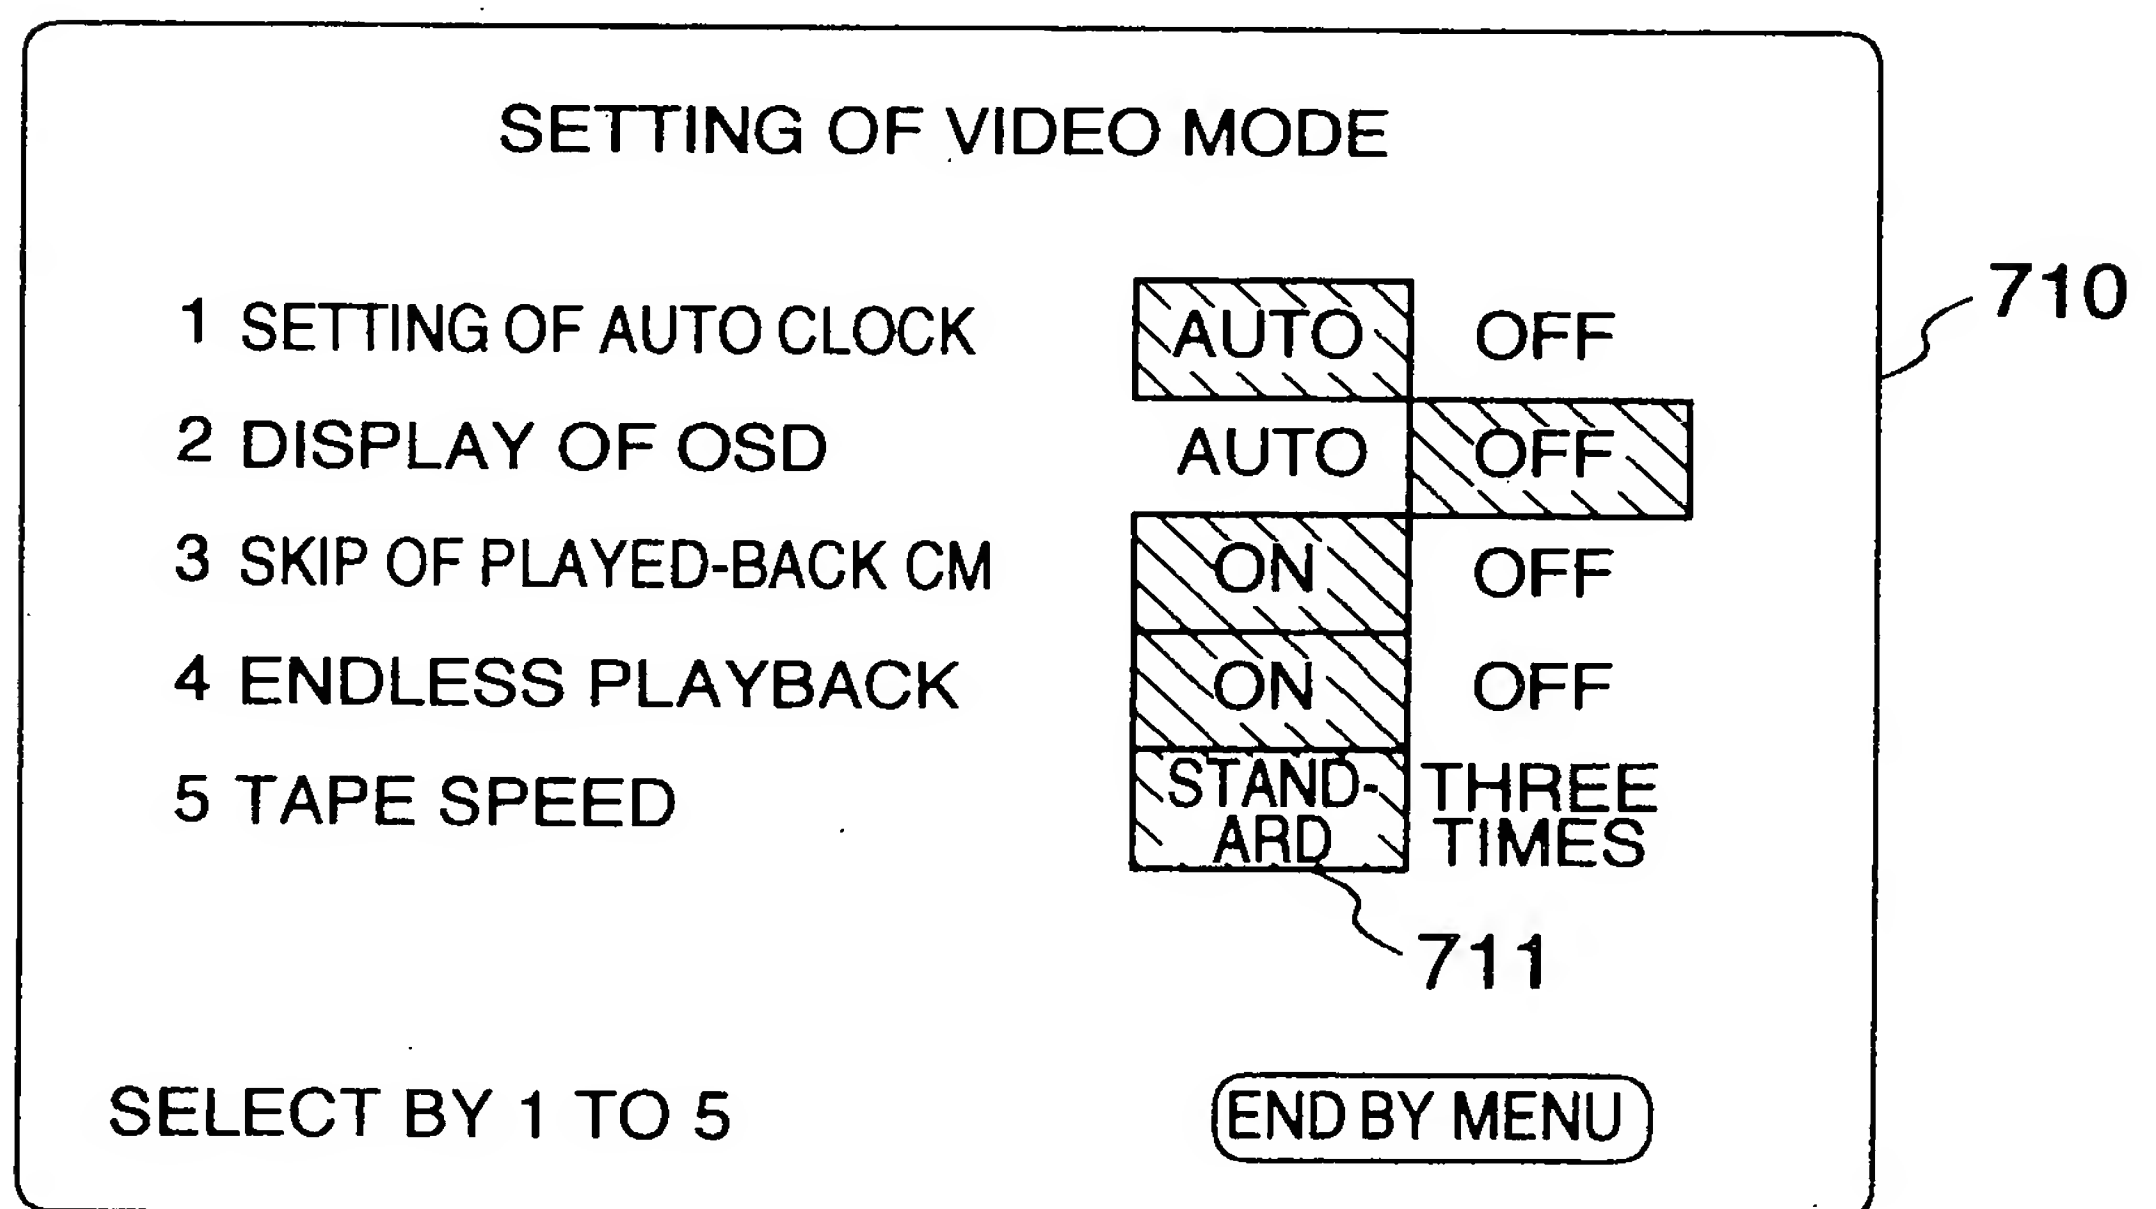 SETTING OF VIDEO MODE
1 SETTING OF AUTO CLOCK AUTO OFF
710
2 DISPLAY OF OSD AUTO OFF
3 SKIP OF PLAYED-BACK CM ON OFF
4 ENDLESS PLAYBACK ON OFF
5 TAPE SPEED STAND-
ARD THREE
TIMES
711
SELECT BY 1 TO 5 END BY MENU